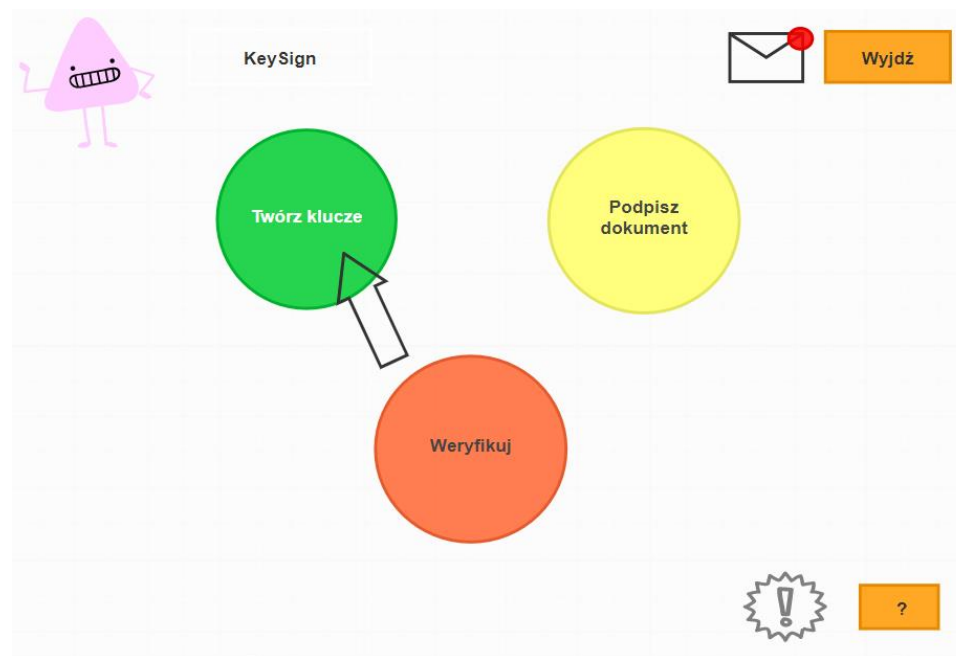 KeySign
Wyjdź
Twórz klucze
Podpisz
dokument
Weryfikuj
!
?